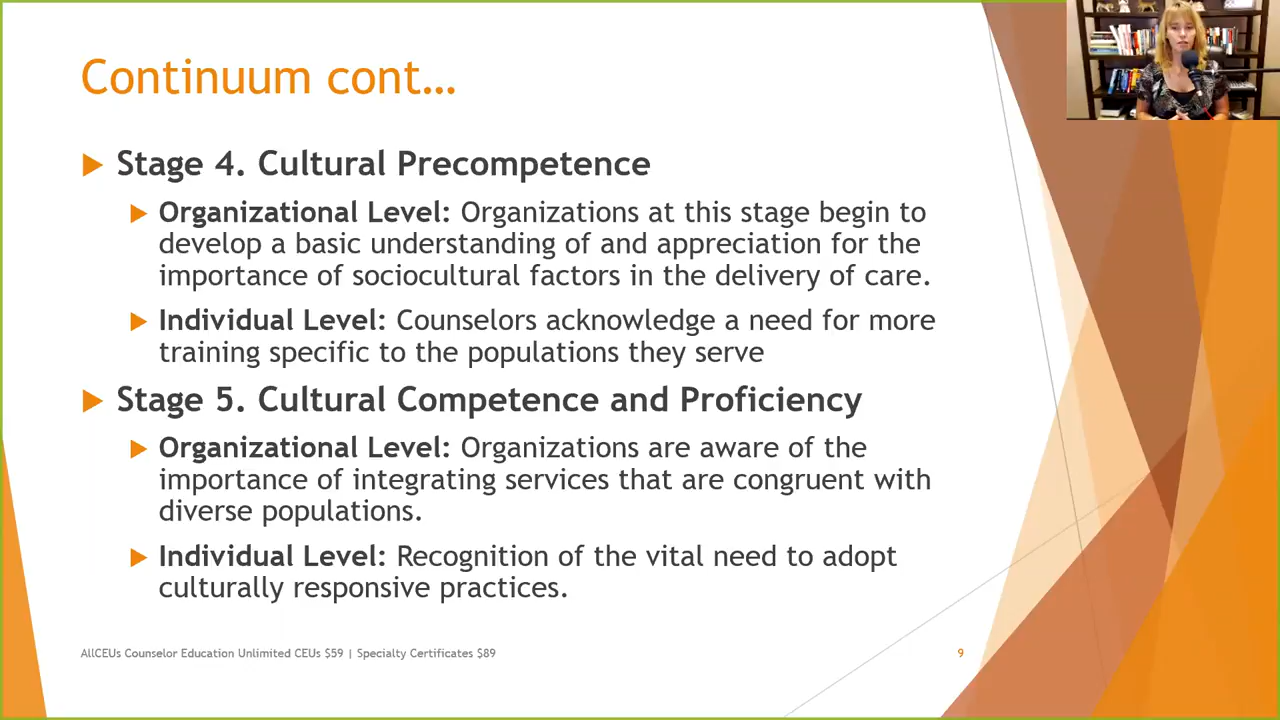 Continuum cont…
Stage 4. Cultural Precompetence
Organizational Level: Organizations at this stage begin to
develop a basic understanding of and appreciation for the
importance of sociocultural factors in the delivery of care.
Individual Level: Counselors acknowledge a need for more
training specific to the populations they serve
Stage 5. Cultural Competence and Proficiency
Organizational Level: Organizations are aware of the
importance of integrating services that are congruent with
diverse populations.
Individual Level: Recognition of the vital need to adopt
culturally responsive practices.
AllCEUs Counselor Education Unlimited CEUs $59 | Specialty Certificates $89
9